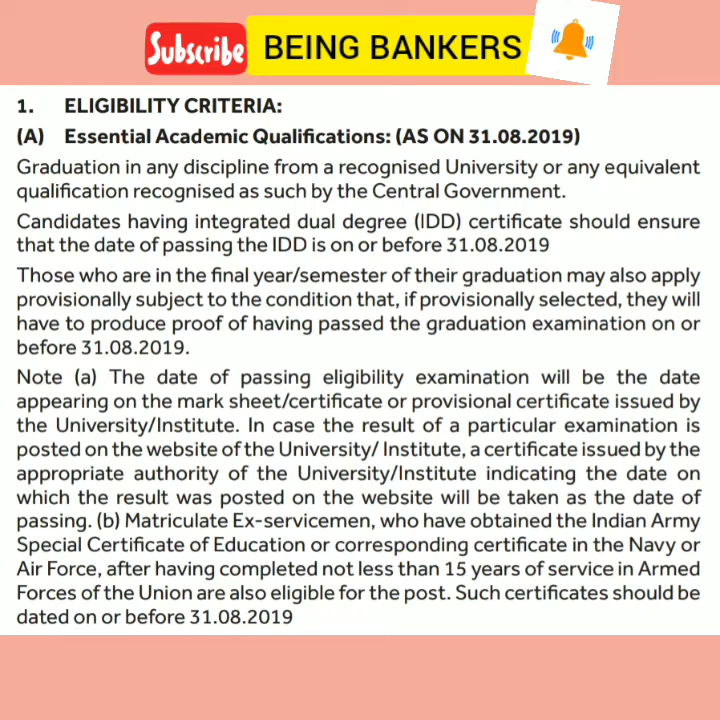 Subscribe BEING BANKERS
1. ELIGIBILITY CRITERIA:
(A) Essential Academic Qualifications: (AS ON 31.08.2019)
Graduation in any discipline from a recognised University or any equivalent
qualification recognised as such by the Central Government.
Candidates having integrated dual degree (IDD) certificate should ensure
that the date of passing the IDD is on or before 31.08.2019
Those who are in the final year/semester of their graduation may also apply
provisionally subject to the condition that, if provisionally selected, they will
have to produce proof of having passed the graduation examination on or
before 31.08.2019.
Note (a) The date of passing eligibility examination will be the date
appearing on the mark sheet/certificate or provisional certificate issued by
the University/Institute. In case the result of a particular examination is
posted on the website of the University/ Institute, a certificate issued by the
appropriate authority of the University/Institute indicating the date on
which the result was posted on the website will be taken as the date of
passing. (b) Matriculate Ex-servicemen, who have obtained the Indian Army
Special Certificate of Education or corresponding certificate in the Navy or
Air Force, after having completed not less than 15 years of service in Armed
Forces of the Union are also eligible for the post. Such certificates should be
dated on or before 31.08.2019